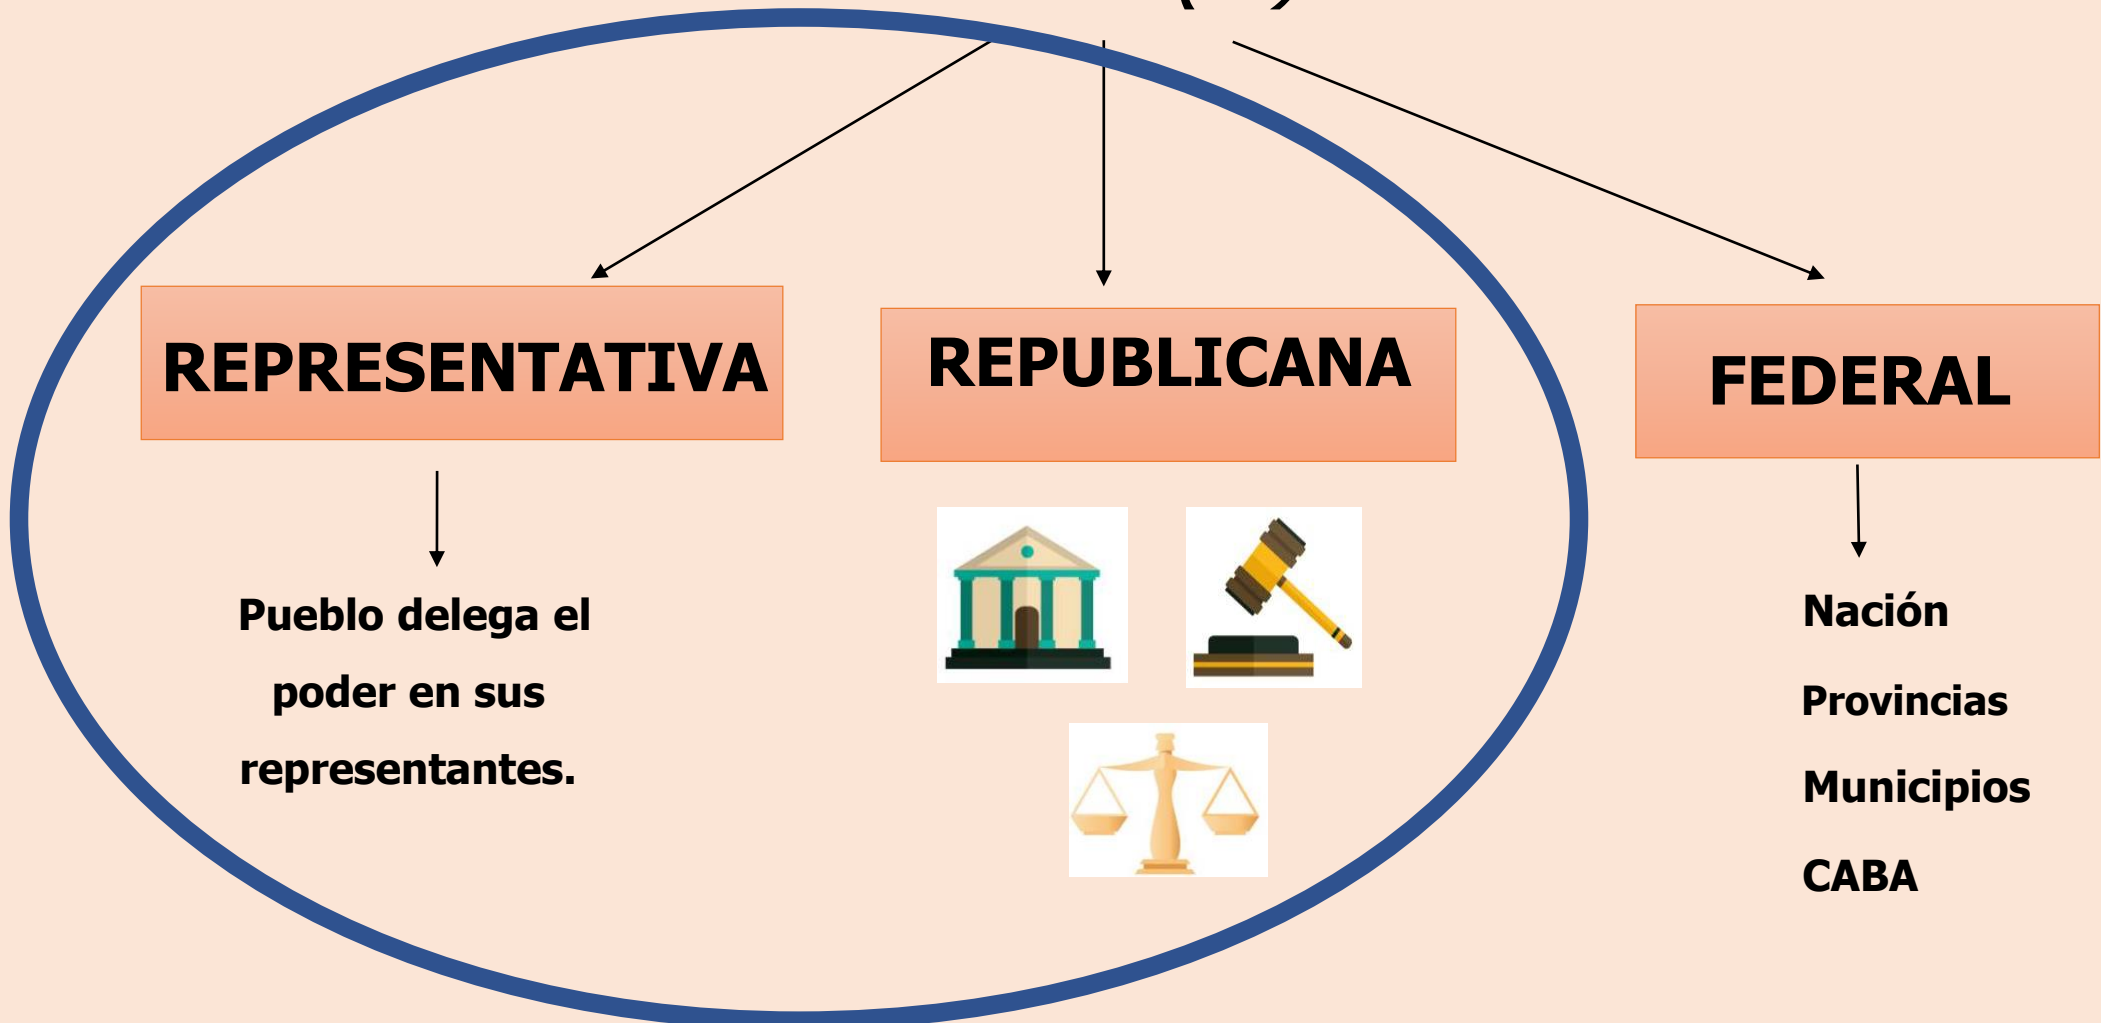 REPRESENTATIVA
REPUBLICANA
FEDERAL
Pueblo delega el
poder en sus
representantes.
Nación
Provincias
Municipios
CABA